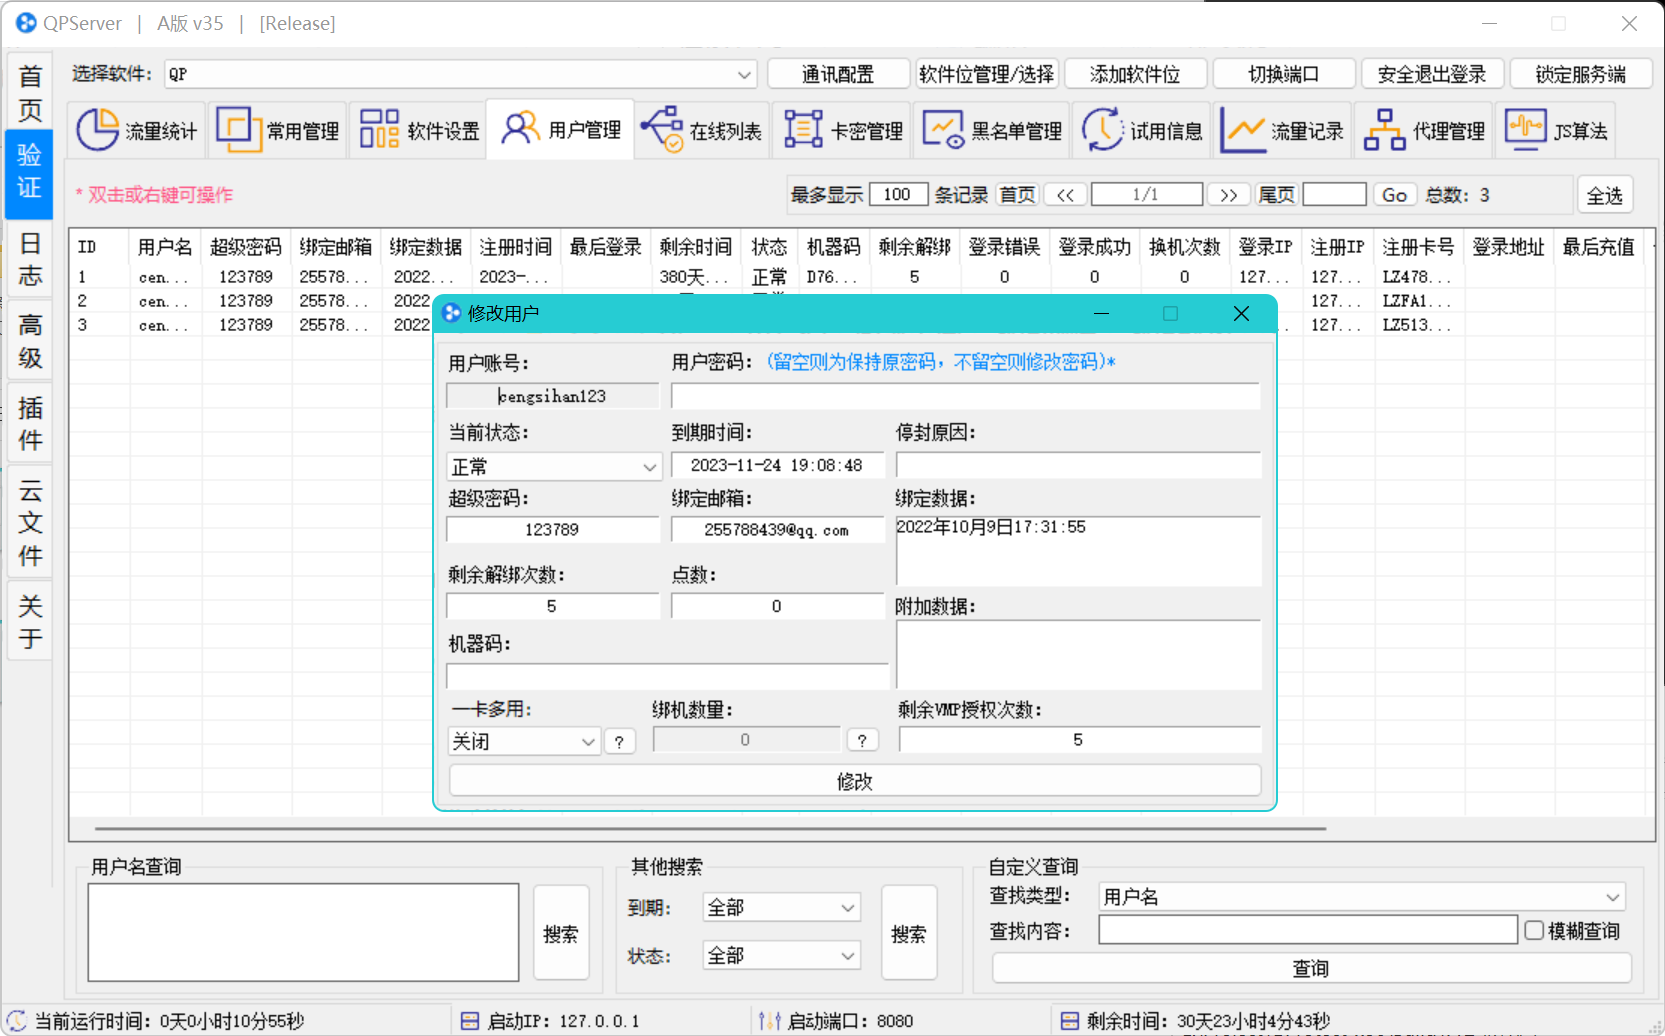 QPServer | A版 v35 | [Release]
首页
验证
日志
高级
插件
云文件
关于
选择软件: QP 通讯配置 软件位管理/选择 添加软件位 切换端口 安全退出登录 锁定服务端
流量统计 常用管理 软件设置 用户管理 在线列表 卡密管理 黑名单管理 试用信息 流量记录 代理管理 JS算法
* 双击或右键可操作 最多显示 100 条记录 首页 << 1/1 >> 尾页 Go 总数: 3 全选
ID 用户名 超级密码 绑定邮箱 绑定数据 注册时间 最后登录 剩余时间 状态 机器码 剩余解绑 登录错误 登录成功 换机次数 登录IP 注册IP 注册卡号 登录地址 最后充值
1 cen... 123789 25578... 2022... 2023-... 380天... 正常 D76... 5 0 0 0 127... 127... LZ478...
2 cen... 123789 25578... 2022 127... LZFA1...
3 cen... 123789 25578... 2022 127... LZ513...
修改用户
用户账号: 用户密码: (留空则为保持原密码, 不留空则修改密码)*
cengsihan123
当前状态: 到期时间: 停封原因:
正常 2023-11-24 19:08:48
超级密码: 绑定邮箱: 绑定数据:
123789 255788439@qq.com 2022年10月9日17:31:55
剩余解绑次数: 点数:
5 0 附加数据:
机器码:
一卡多用: 绑机数量: 剩余VMP授权次数:
关闭 ? 0 ? 5
修改
用户名查询 其他搜索 自定义查询
搜索
到期: 全部
状态: 全部
搜索
查找类型: 用户名
查找内容: 模糊查询
查询
当前运行时间: 0天0小时10分55秒 启动IP: 127.0.0.1 启动端口: 8080 剩余时间: 30天23小时4分43秒